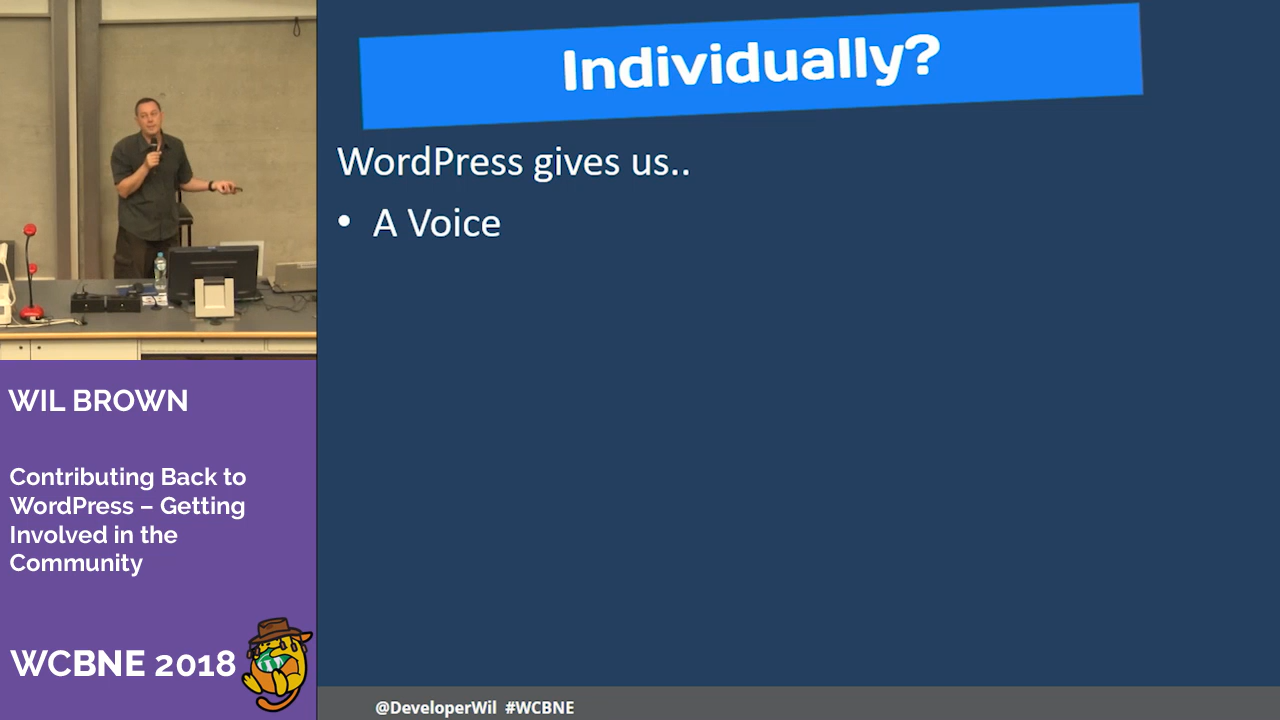 Individually?
WordPress gives us..
• A Voice
WIL BROWN
Contributing Back to
WordPress – Getting
Involved in the
Community
WCBNE 2018
@DeveloperWil #WCBNE